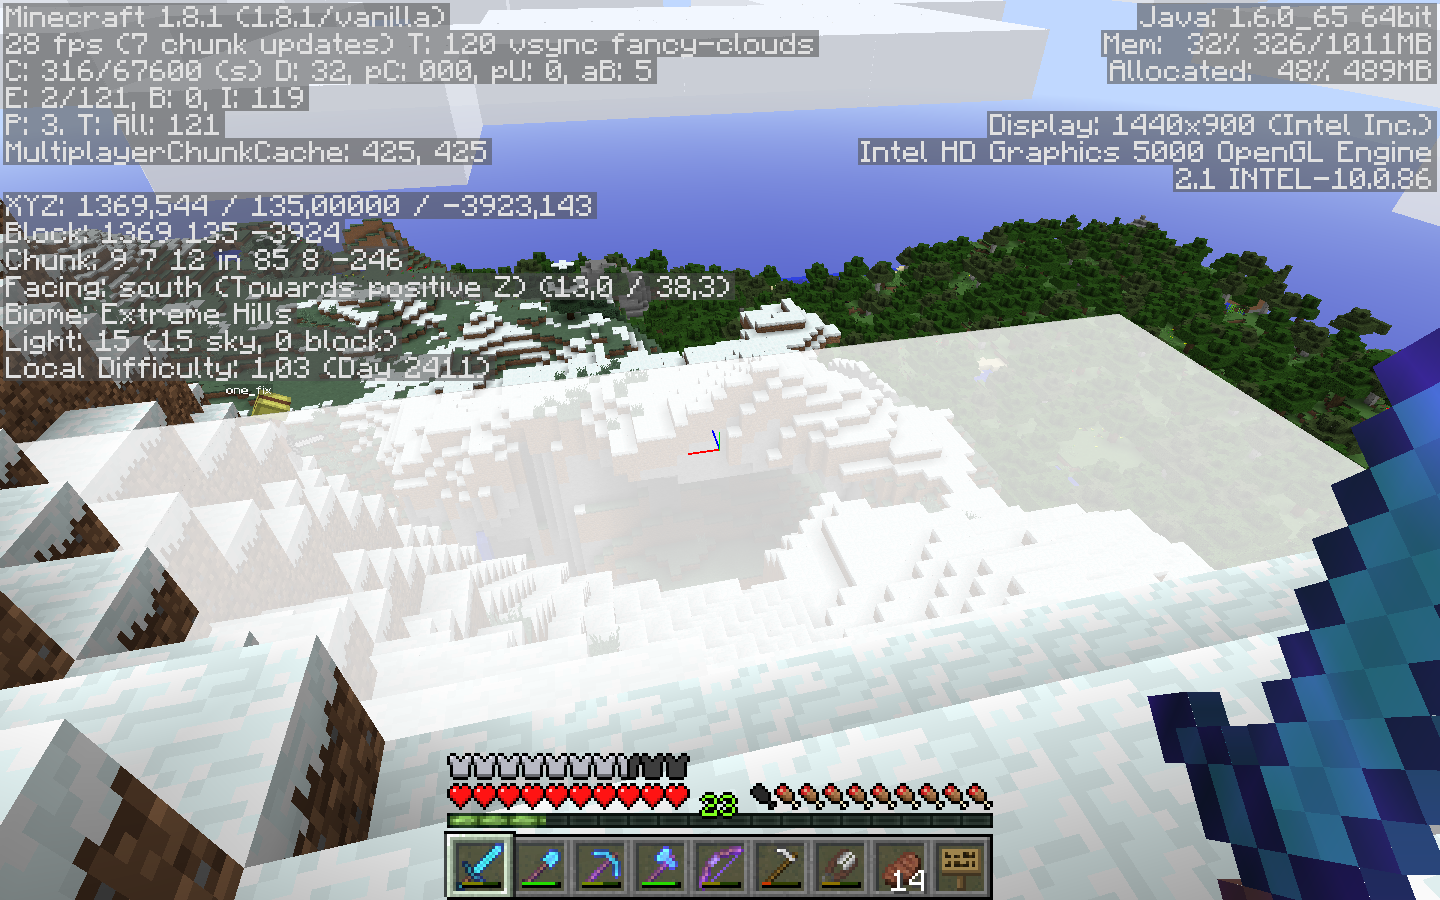 Minecraft 1.8.1 (1.8.1/vanilla)
28 fps (7 chunk updates) T: 120 vsync fancy-clouds
C: 316/67600 (s) D: 32, pC: 000, pU: 0, aB: 5
E: 2/121, B: 0, I: 119
P: 3. T: All: 121
MultiplayerChunkCache: 425, 425
XYZ: 1369,544 / 135,00000 / -3923,143
Block: 1369 135 -3924
Chunk: 9 7 12 in 85 8 -246
Facing: south (Towards positive Z) (13,0 / 38,3)
Biome: Extreme Hills
Light: 15 (15 sky, 0 block)
Local Difficulty: 1,03 (Day 2411)
Java: 1.6.0_65 64bit
Mem: 32% 326/1011MB
Allocated: 48% 489MB
Display: 1440x900 (Intel Inc.)
Intel HD Graphics 5000 OpenGL Engine
2.1 INTEL-10.0.86
one_fix
14